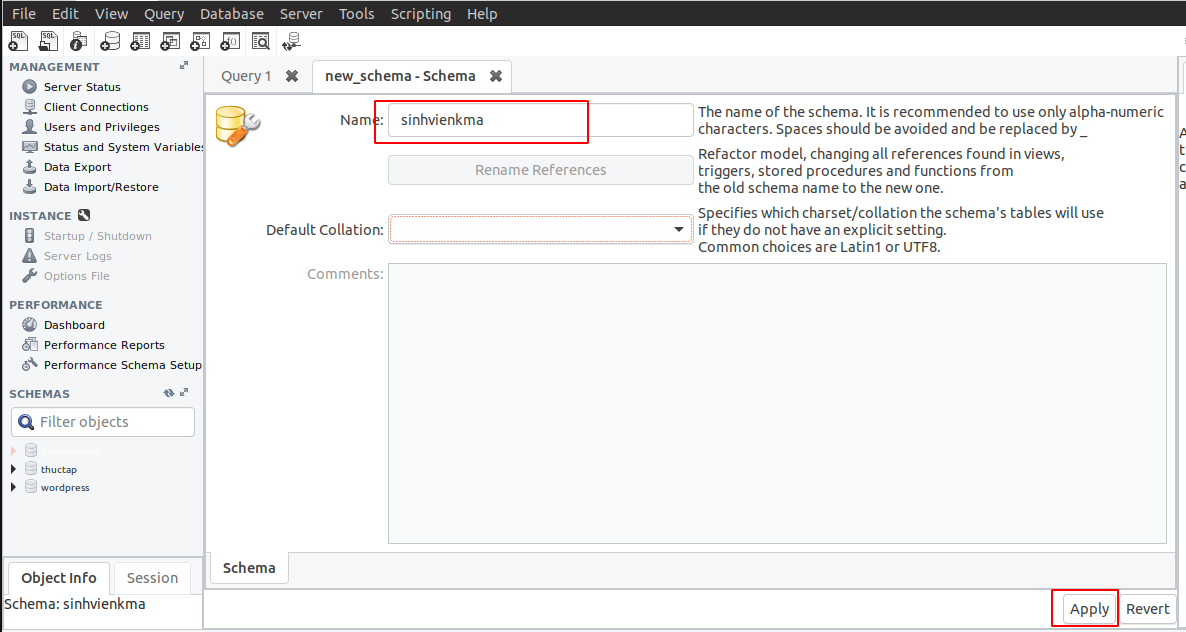 File Edit View Query Database Server Tools Scripting Help
MANAGEMENT
Server Status
Client Connections
Users and Privileges
Status and System Variables
Data Export
Data Import/Restore
INSTANCE
Startup / Shutdown
Server Logs
Options File
PERFORMANCE
Dashboard
Performance Reports
Performance Schema Setup
SCHEMAS
Filter objects
thuctap
wordpress
Object Info Session
Schema: sinhvienkma
Query 1 new_schema - Schema
Name: sinhvienkma
The name of the schema. It is recommended to use only alpha-numeric
characters. Spaces should be avoided and be replaced by _
Rename References
Refactor model, changing all references found in views,
triggers, stored procedures and functions from
the old schema name to the new one.
Default Collation:
Specifies which charset/collation the schema's tables will use
if they do not have an explicit setting.
Common choices are Latin1 or UTF8.
Comments:
Schema
Apply Revert